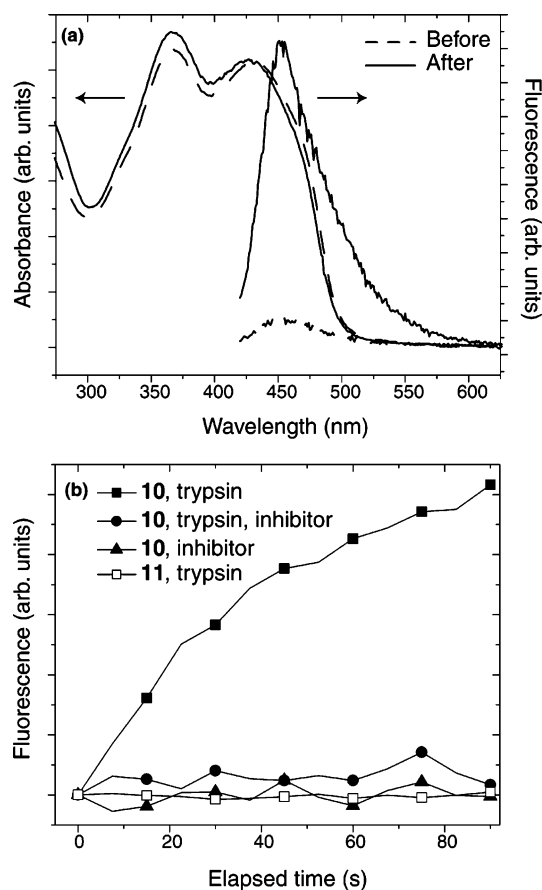 (a)
Before
After
Absorbance (arb. units)
Fluorescence (arb. units)
300 350 400 450 500 550 600
Wavelength (nm)
(b)
10, trypsin
10, trypsin, inhibitor
10, inhibitor
11, trypsin
Fluorescence (arb. units)
0 20 40 60 80
Elapsed time (s)